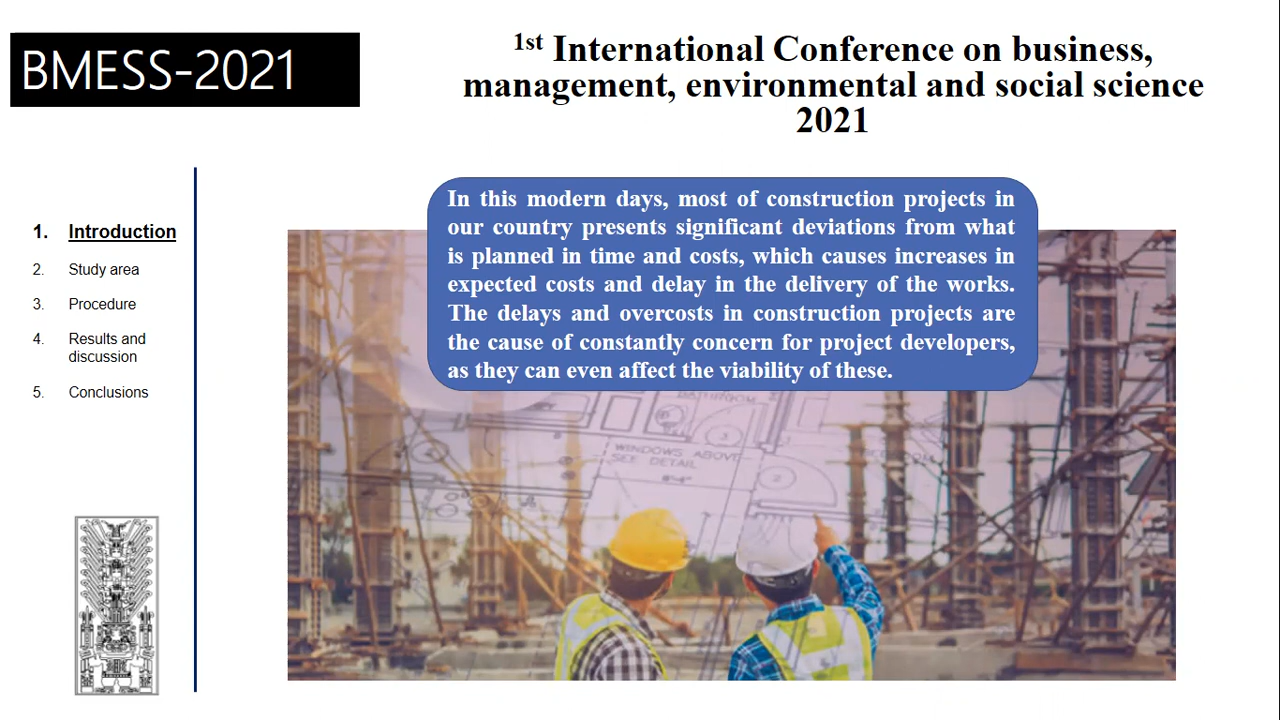 BMESS-2021
1st International Conference on business,
management, environmental and social science
2021
1. Introduction
2. Study area
3. Procedure
4. Results and
discussion
5. Conclusions
In this modern days, most of construction projects in
our country presents significant deviations from what
is planned in time and costs, which causes increases in
expected costs and delay in the delivery of the works.
The delays and overcosts in construction projects are
the cause of constantly concern for project developers,
as they can even affect the viability of these.
BATHROOM
WINDOWS ABOVE
SEE DETAIL